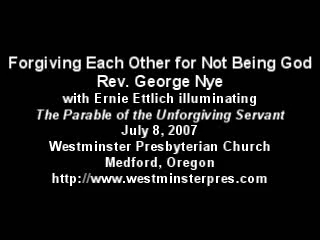 Forgiving Each Other for Not Being God
Rev. George Nye
with Ernie Ettlich illuminating
The Parable of the Unforgiving Servant
July 8, 2007
Westminster Presbyterian Church
Medford, Oregon
http://www.westminsterpres.com